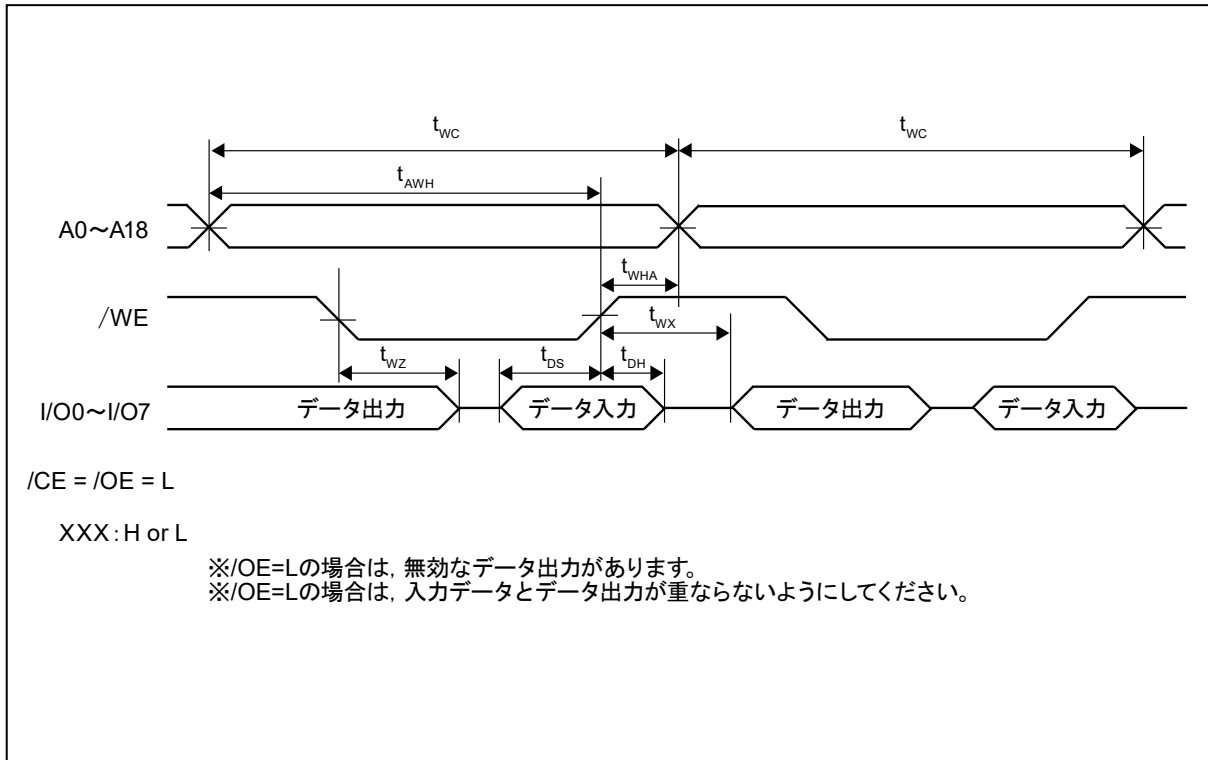 tWC tWC
tAWH
A0～A18
tWHA
/WE
tWX
tWZ tDS tDH
I/O0～I/O7 データ出力 データ入力 データ出力 データ入力
/CE = /OE = L
XXX：H or L
※/OE=Lの場合は，無効なデータ出力があります。
※/OE=Lの場合は，入力データとデータ出力が重ならないようにしてください。